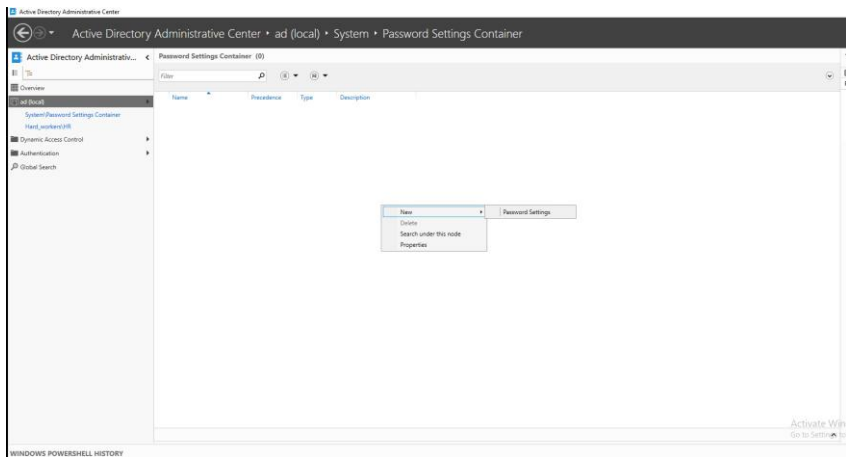 Active Directory Administrative Center
Active Directory Administrative Center • ad (local) • System • Password Settings Container
Active Directory Administrativ...
Password Settings Container (0)
Filter
Overview
ad (local)
Name Precedence Type Description
System\Password Settings Container
Hard_workers\HR
Dynamic Access Control
Authentication
Global Search
New
Password Settings
Delete
Search under this node
Properties
Activate Win
Go to Settings to
WINDOWS POWERSHELL HISTORY